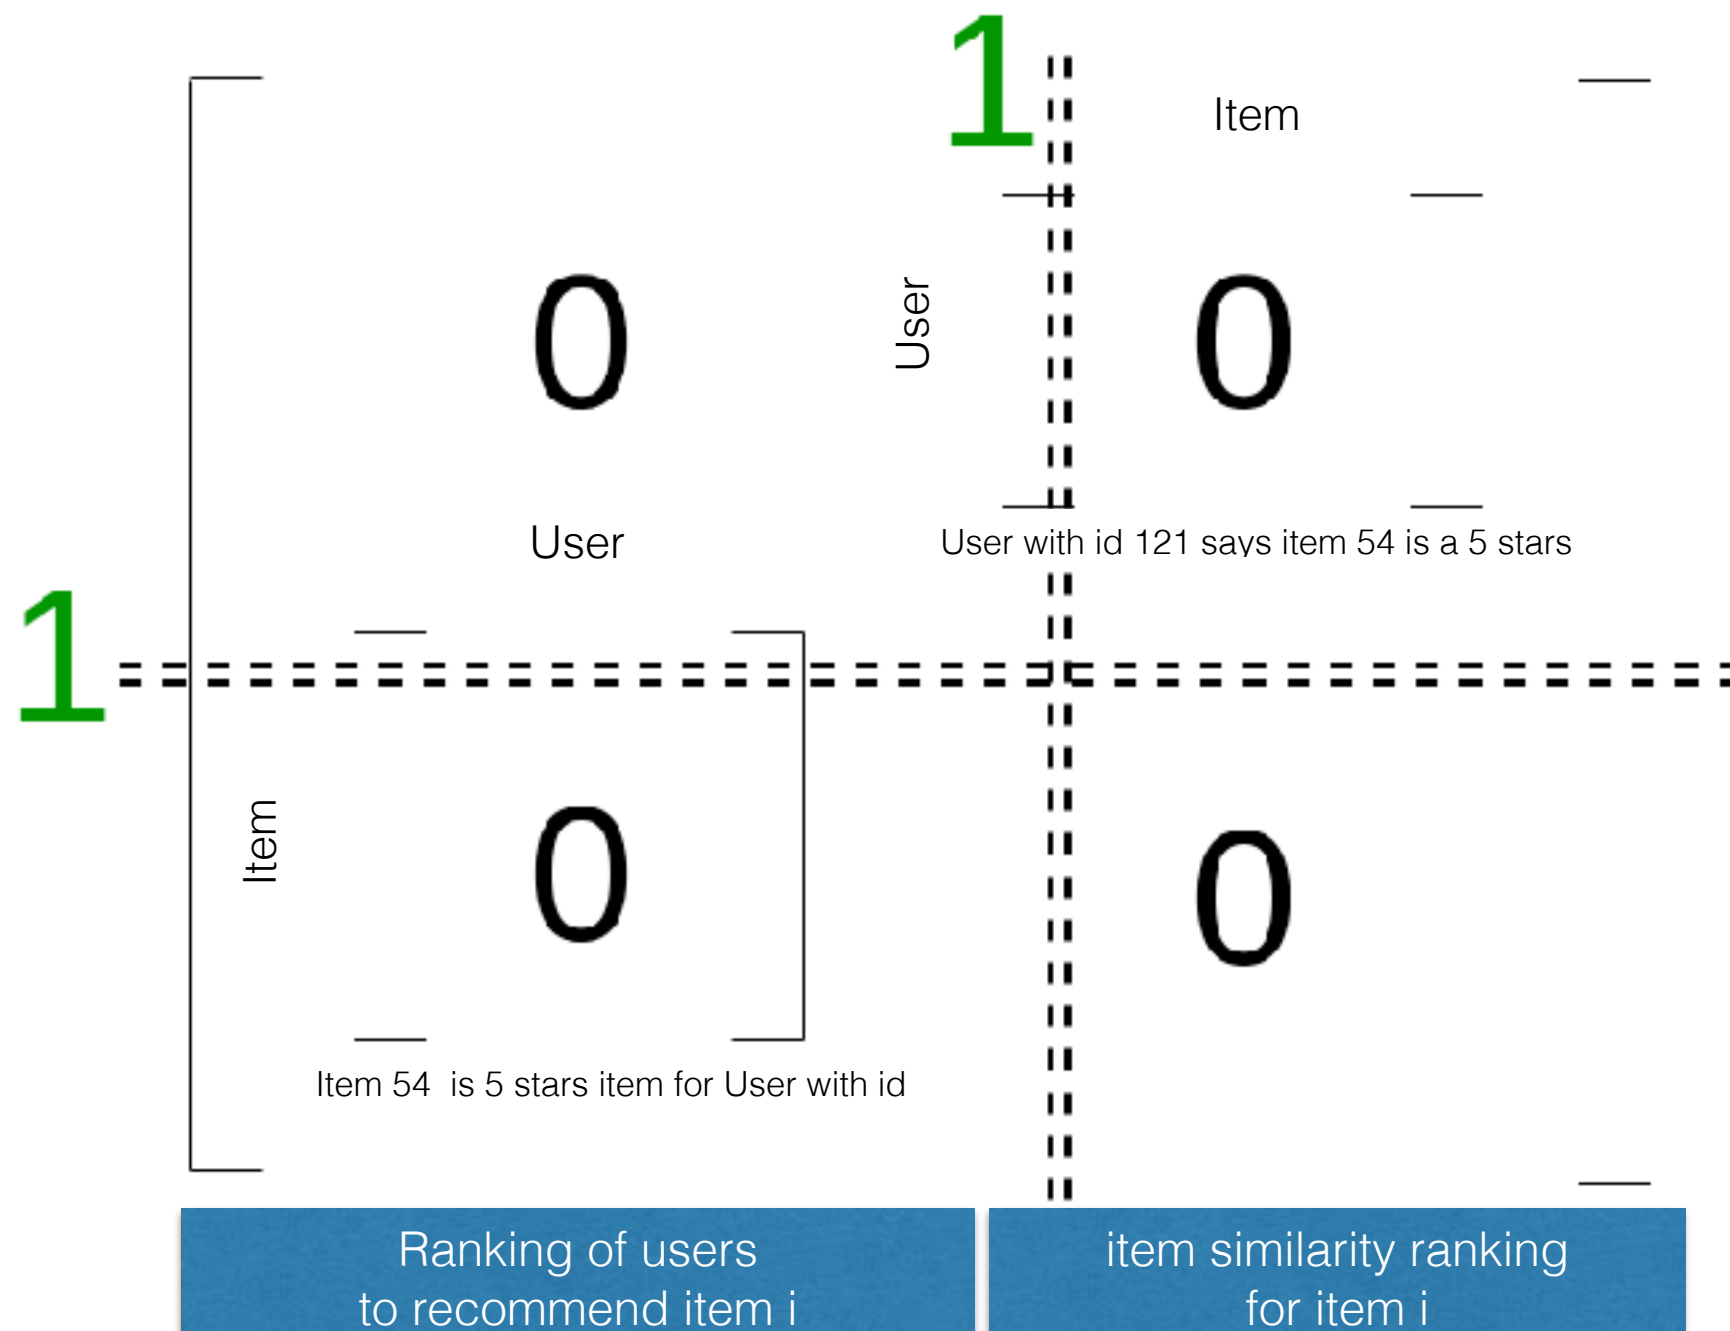 1
Item
0
User
0
User
User with id 121 says item 54 is a 5 stars
1
Item
0
0
Item 54 is 5 stars item for User with id
Ranking of users
to recommend item i
item similarity ranking
for item i